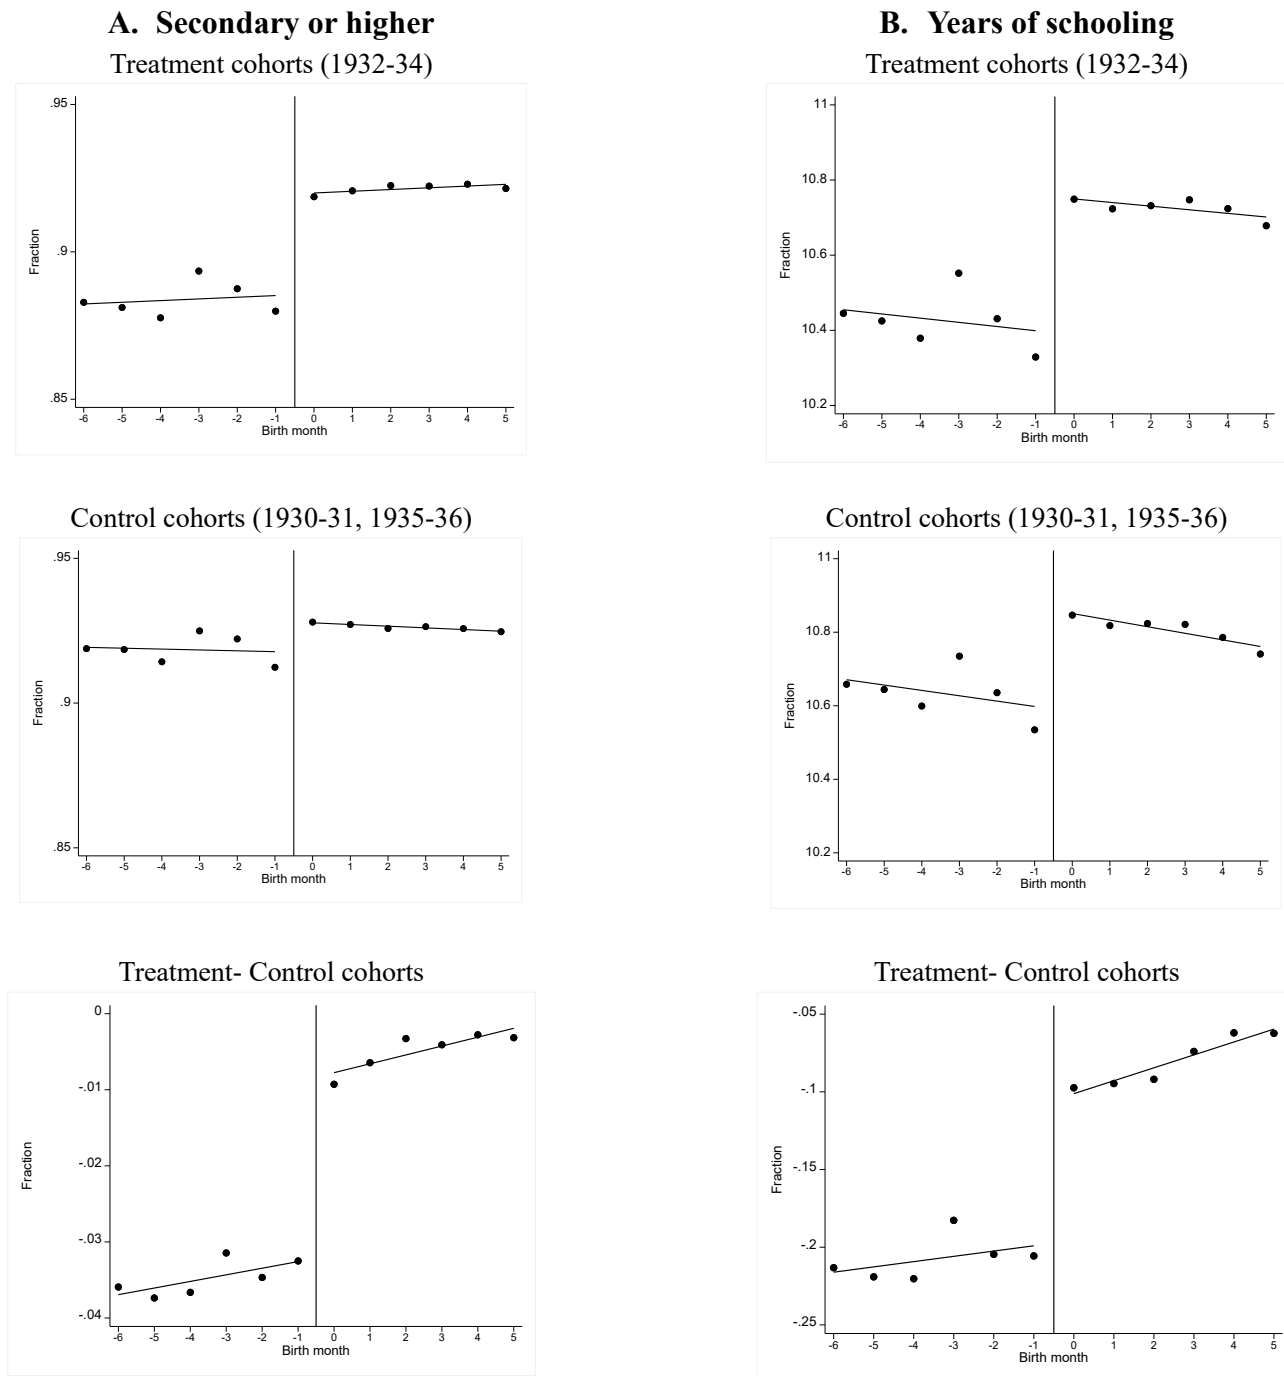 A. Secondary or higher
Treatment cohorts (1932-34)
.95
.9
.85
Fraction
-6 -5 -4 -3 -2 -1 0 1 2 3 4 5
Birth month
Control cohorts (1930-31, 1935-36)
.95
.9
.85
Fraction
-6 -5 -4 -3 -2 -1 0 1 2 3 4 5
Birth month
Treatment- Control cohorts
0
-.01
-.02
-.03
-.04
Fraction
-6 -5 -4 -3 -2 -1 0 1 2 3 4 5
Birth month
B. Years of schooling
Treatment cohorts (1932-34)
11
10.8
10.6
10.4
10.2
Fraction
-6 -5 -4 -3 -2 -1 0 1 2 3 4 5
Birth month
Control cohorts (1930-31, 1935-36)
11
10.8
10.6
10.4
10.2
Fraction
-6 -5 -4 -3 -2 -1 0 1 2 3 4 5
Birth month
Treatment- Control cohorts
-.05
-.1
-.15
-.2
-.25
Fraction
-6 -5 -4 -3 -2 -1 0 1 2 3 4 5
Birth month